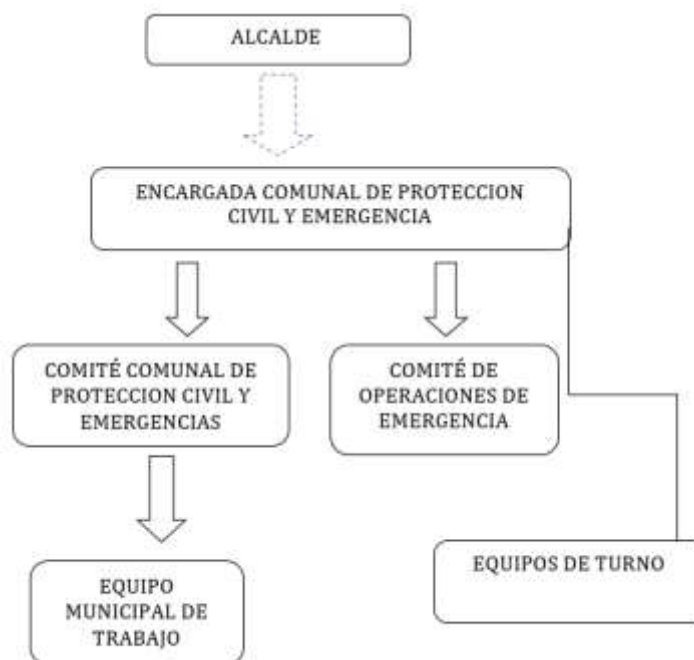 ALCALDE
ENCARGADA COMUNAL DE PROTECCION
CIVIL Y EMERGENCIA
COMITÉ COMUNAL DE
PROTECCION CIVIL Y
EMERGENCIAS
COMITÉ DE
OPERACIONES DE
EMERGENCIA
EQUIPO
MUNICIPAL DE
TRABAJO
EQUIPOS DE TURNO